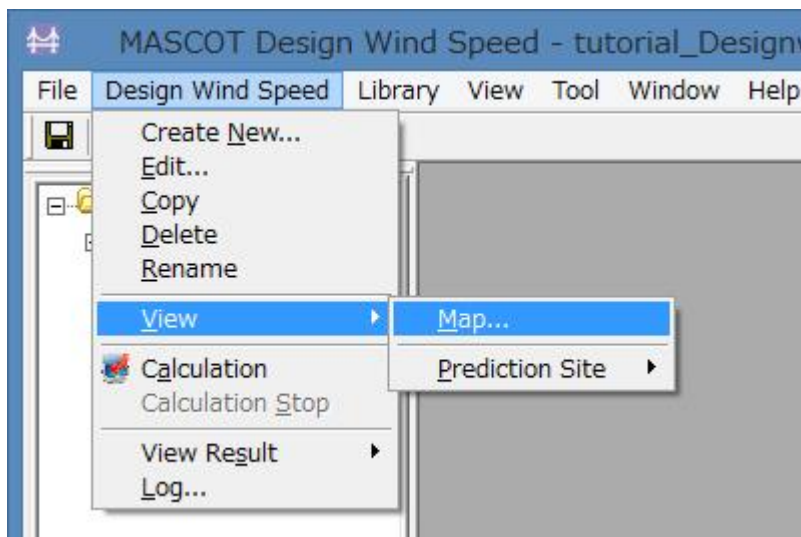 MASCOT Design Wind Speed - tutorial_Design
File Design Wind Speed Library View Tool Window Help
Create New...
Edit...
Copy
Delete
Rename
View Map...
Calculation Prediction Site
Calculation Stop
View Result
Log...